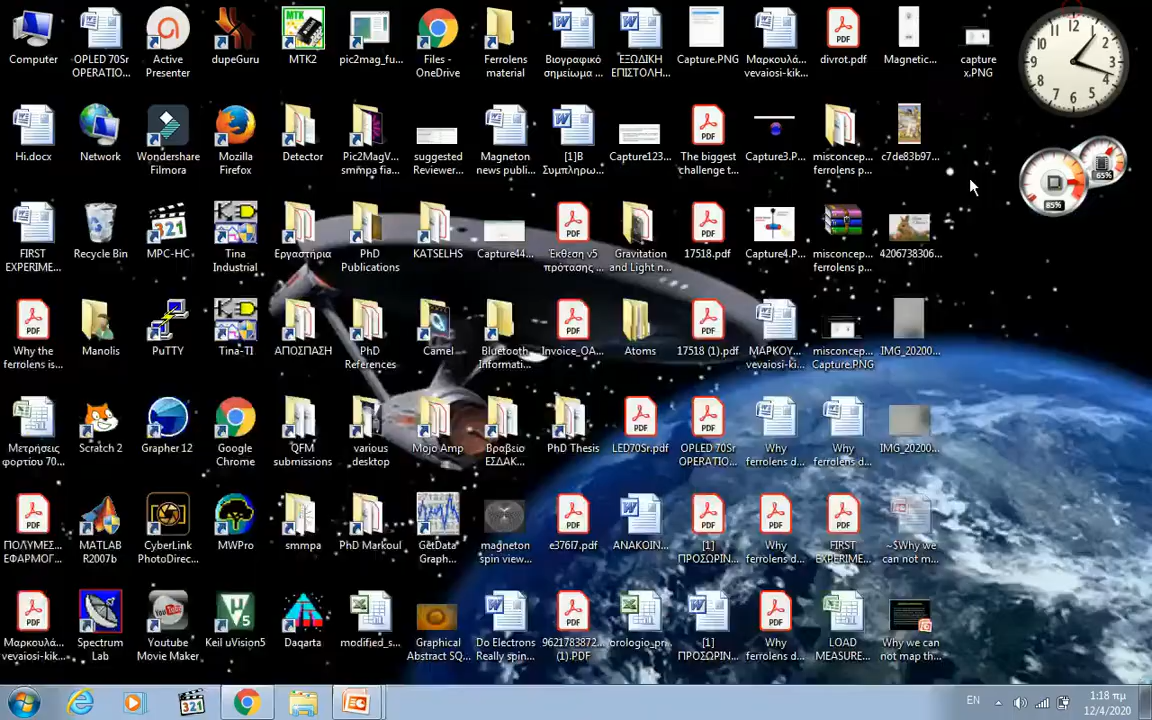 Computer
OPLED 70Sr
OPERATIO...
Active
Presenter
dupeGuru
MTK2
pic2mag_fu...
Files -
OneDrive
Ferrolens
material
Βιογραφικό
σημείωμα ...
ΕΞΩΔΙΚΗ
ΕΠΙΣΤΟΛΗ...
Capture.PNG
Μαρκουλά...
vevaiosi-kik...
divrot.pdf
Magnetic...
capture
x.PNG
Hi.docx
Network
Wondershare
Filmora
Mozilla
Firefox
Detector
Pic2MagV...
smmpa fia...
suggested
Reviewer...
Magneton
news publi...
[1]Β
Συμπληρω...
Capture123...
The biggest
challenge t...
Capture3.P...
misconcep...
ferrolens p...
c7de83b97...
FIRST
EXPERIME...
Recycle Bin
MPC-HC
Tina
Industrial
Εργαστήρια
PhD
Publications
KATSELHS
Capture44...
Έκθεση v5
πρότασης ...
Gravitation
and Light n...
17518.pdf
Capture4.P...
misconcep...
ferrolens p...
4206738306...
Why the
ferrolens is...
Manolis
PuTTY
Tina-TI
ΑΠΟΣΠΑΣΗ
PhD
References
Camel
Bluetooth
Informati...
Invoice_OA...
Atoms
17518 (1).pdf
ΜΑΡΚΟΥ...
vevaiosi-ki...
misconcep...
Capture.PNG
IMG_20200...
Μετρήσεις
φορτίου 70...
Scratch 2
Grapher 12
Google
Chrome
QFM
submissions
various
desktop
Mojo Amp
Βραβείο
ΕΣΔΑΚ...
PhD Thesis
LED70Sr.pdf
OPLED 70Sr
OPERATIO...
Why
ferrolens d...
Why
ferrolens d...
IMG_20200...
ΠΟΛΥΜΕΣ...
ΕΦΑΡΜΟΓ...
MATLAB
R2007b
CyberLink
PhotoDirec...
MWPro
smmpa
PhD Markoul
GetData
Graph...
magneton
spin view...
e376f7.pdf
ΑΝΑΚΟΙΝ...
[1]
ΠΡΟΣΩΡΙΝ...
Why
ferrolens d...
FIRST
EXPERIME...
~$Why we
can not m...
Μαρκουλά...
vevaiosi-kik...
Spectrum
Lab
Youtube
Movie Maker
Keil uVision5
Daqarta
modified_s...
Graphical
Abstract SQ...
Do Electrons
Really spin...
9621783872...
(1).PDF
orologio_pr...
[1]
ΠΡΟΣΩΡΙΝ...
Why
ferrolens d...
LOAD
MEASURE...
Why we can
not map th...
85%
65%
EN
1:18 πμ
12/4/2020